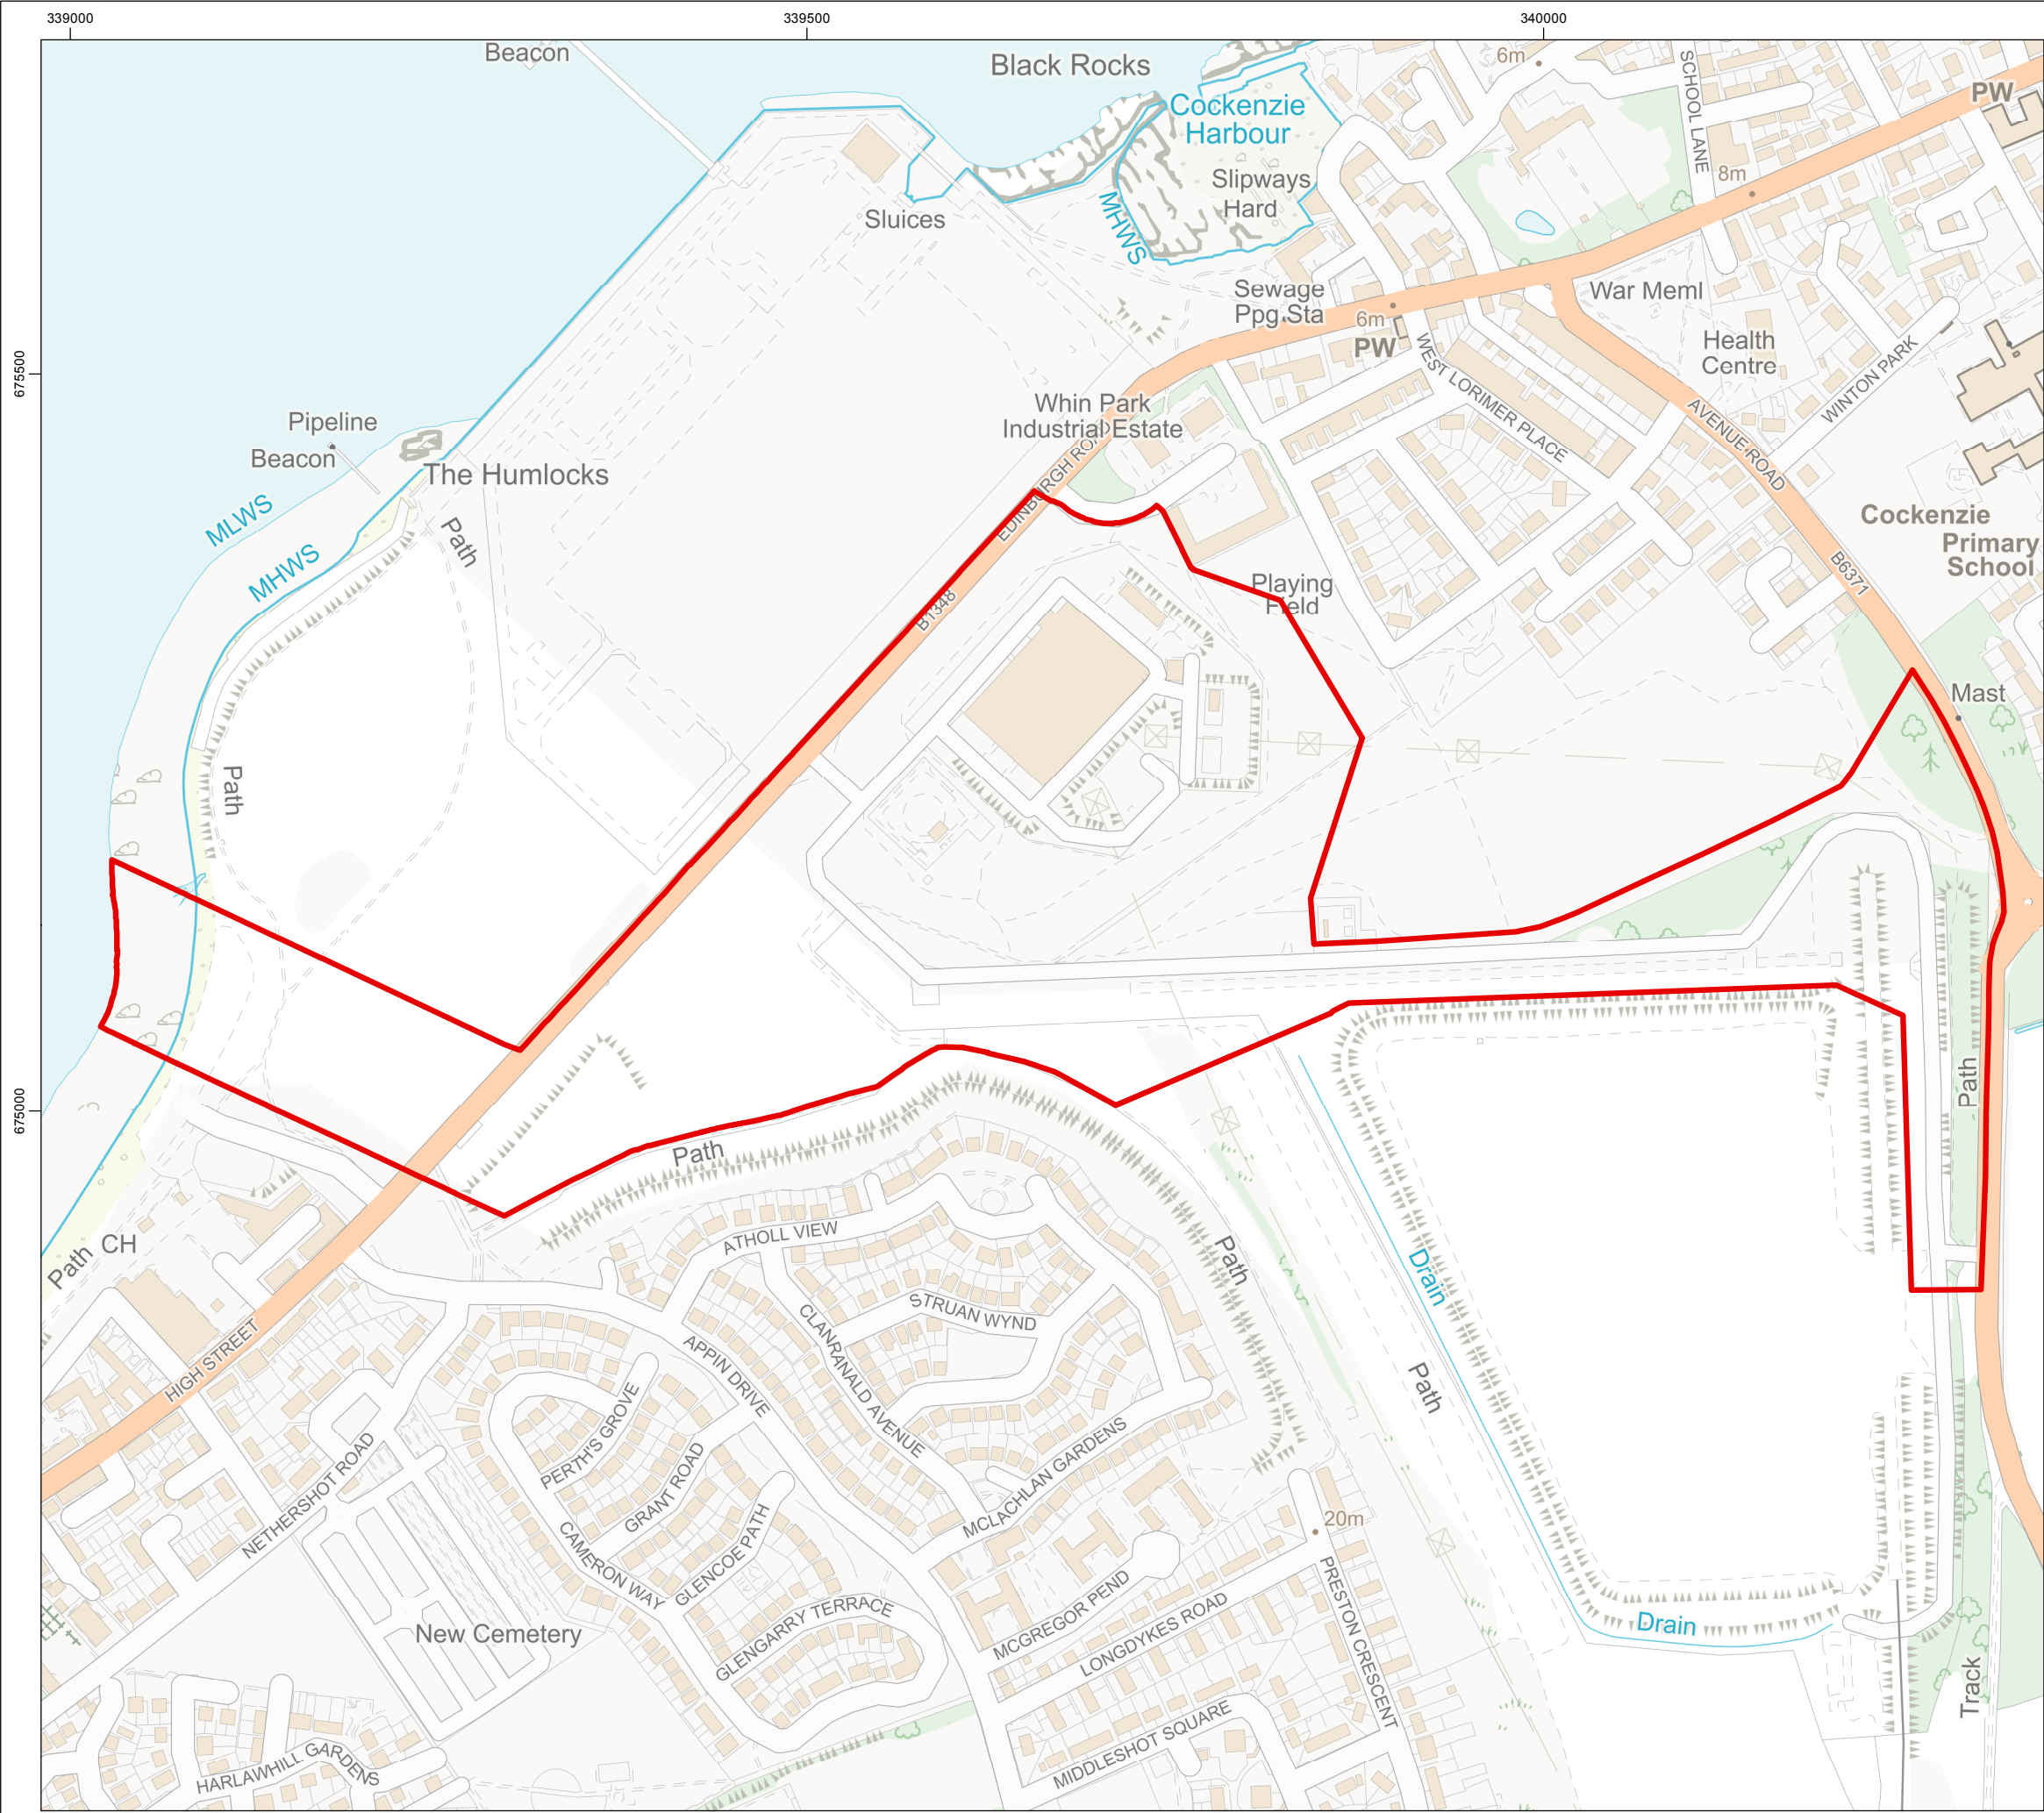 339000
339500
340000
675500
675000
Beacon
Black Rocks
Cockenzie
Harbour
Slipways
Hard
MHWS
Sluices
6m
SCHOOL LANE
PW
8m
Sewage
Ppg Sta
6m
PW
War Meml
Health
Centre
WINTON PARK
WEST LORIMER PLACE
AVENUE ROAD
Whin Park
Industrial Estate
EDINBURGH ROAD
B1348
Pipeline
Beacon
The Humlocks
MLWS
MHWS
Path
Path
Playing
Field
Cockenzie
Primary
School
B6371
Mast
Path
Path
Path
CH
Path
HIGH STREET
ATHOLL VIEW
STRUAN WYND
CLANRANALD AVENUE
APPIN DRIVE
Path
Drain
Path
PERTH'S GROVE
GRANT ROAD
NETHERSHOT ROAD
CAMERON WAY
GLENCOE PATH
MCLACHLAN GARDENS
20m
New Cemetery
GLENGARRY TERRACE
MCGREGOR PEND
LONGDYKES ROAD
PRESTON CRESCENT
MIDDLESHOT SQUARE
HARLAWHILL GARDENS
Drain
Track